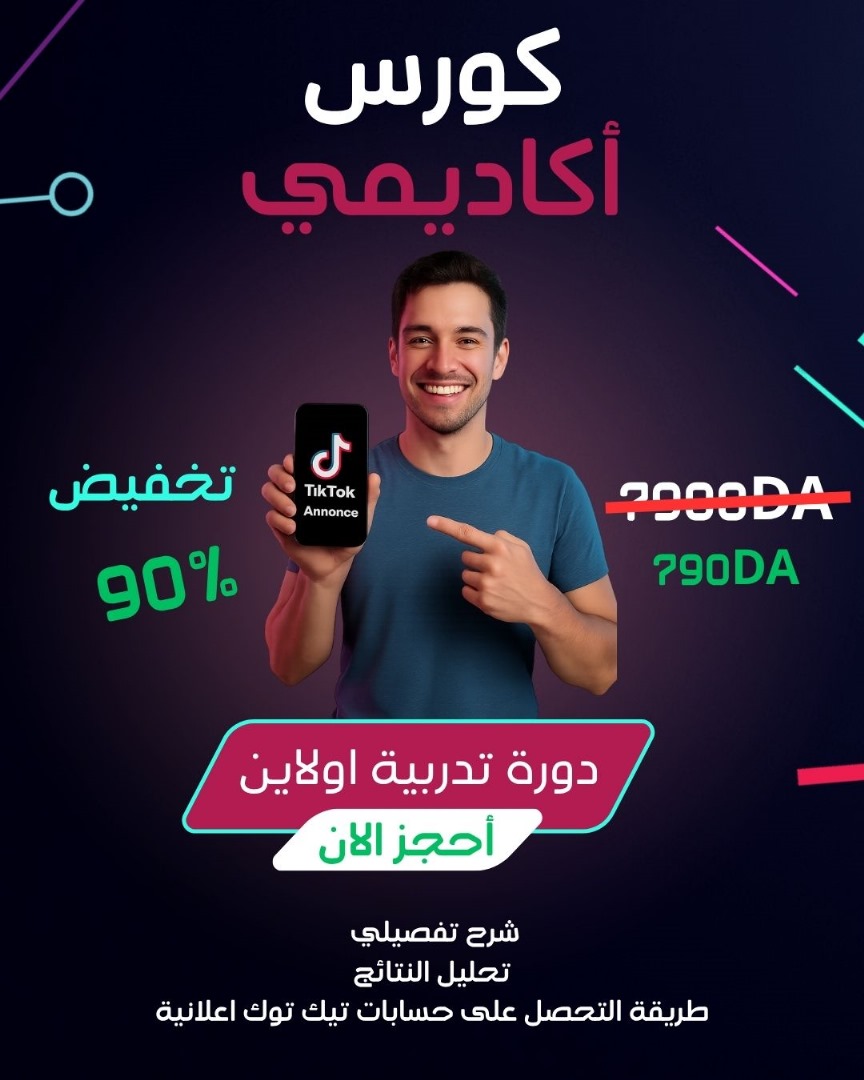 كورس
أكاديمي
TikTok
Annonce
تخفيض
90%
7900DA
790DA
دورة تدربية اولاين
أحجز الان
شرح تفصيلي
تحليل النتائج
طريقة التحصل على حسابات تيك توك اعلانية